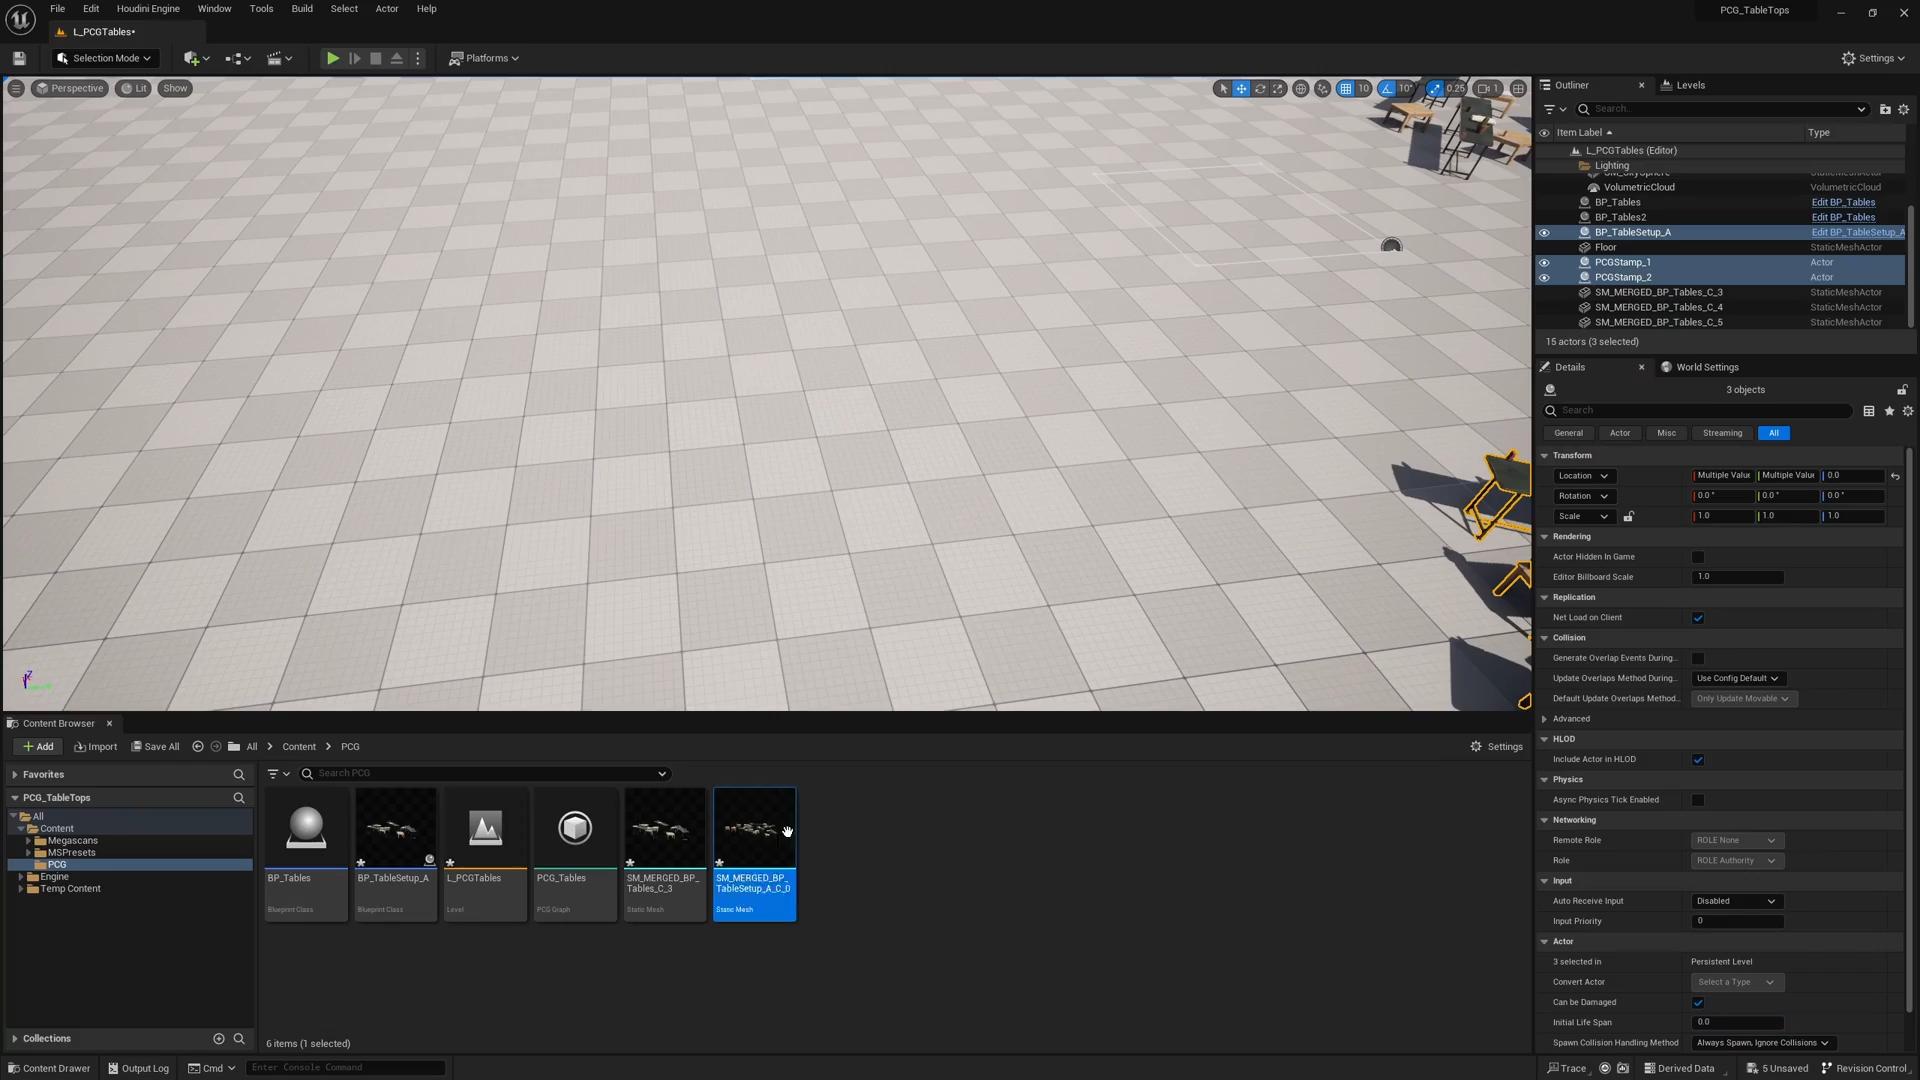 File Edit Houdini Engine Window Tools Build Select Actor Help
PCG_TableTops
L_PCGTables•
Selection Mode
Platforms
Settings
Perspective Lit Show
10 10° 0.25 1
Outliner Levels
Search...
Item Label Type
L_PCGTables (Editor)
Lighting
VolumetricCloud VolumetricCloud
BP_Tables Edit BP_Tables
BP_Tables2 Edit BP_Tables
BP_TableSetup_A Edit BP_TableSetup_A
Floor StaticMeshActor
PCGStamp_1 Actor
PCGStamp_2 Actor
SM_MERGED_BP_Tables_C_3 StaticMeshActor
SM_MERGED_BP_Tables_C_4 StaticMeshActor
SM_MERGED_BP_Tables_C_5 StaticMeshActor
15 actors (3 selected)
Details World Settings
3 objects
Search
General Actor Misc Streaming All
Transform
Location Multiple Value Multiple Value 0.0
Rotation 0.0 ° 0.0 ° 0.0 °
Scale 1.0 1.0 1.0
Rendering
Actor Hidden In Game
Editor Billboard Scale 1.0
Replication
Net Load on Client
Collision
Generate Overlap Events During...
Update Overlaps Method During... Use Config Default
Default Update Overlaps Method... Only Update Movable
Advanced
HLOD
Include Actor in HLOD
Physics
Async Physics Tick Enabled
Networking
Remote Role ROLE None
Role ROLE Authority
Input
Auto Receive Input Disabled
Input Priority 0
Actor
3 selected in Persistent Level
Convert Actor Select a Type
Can be Damaged
Initial Life Span 0.0
Spawn Collision Handling Method Always Spawn, Ignore Collisions
Z
Content Browser
Add Import Save All All Content PCG
Settings
Favorites
Search PCG
PCG_TableTops
All
Content
Megascans
MSPresets
PCG
Engine
Temp Content
Collections
BP_Tables
Blueprint Class
BP_TableSetup_A
Blueprint Class
L_PCGTables
Level
PCG_Tables
PCG Graph
SM_MERGED_BP_
Tables_C_3
Static Mesh
SM_MERGED_BP_
TableSetup_A_C_0
Static Mesh
6 items (1 selected)
Content Drawer Output Log Cmd Enter Console Command
Trace Derived Data 5 Unsaved Revision Control